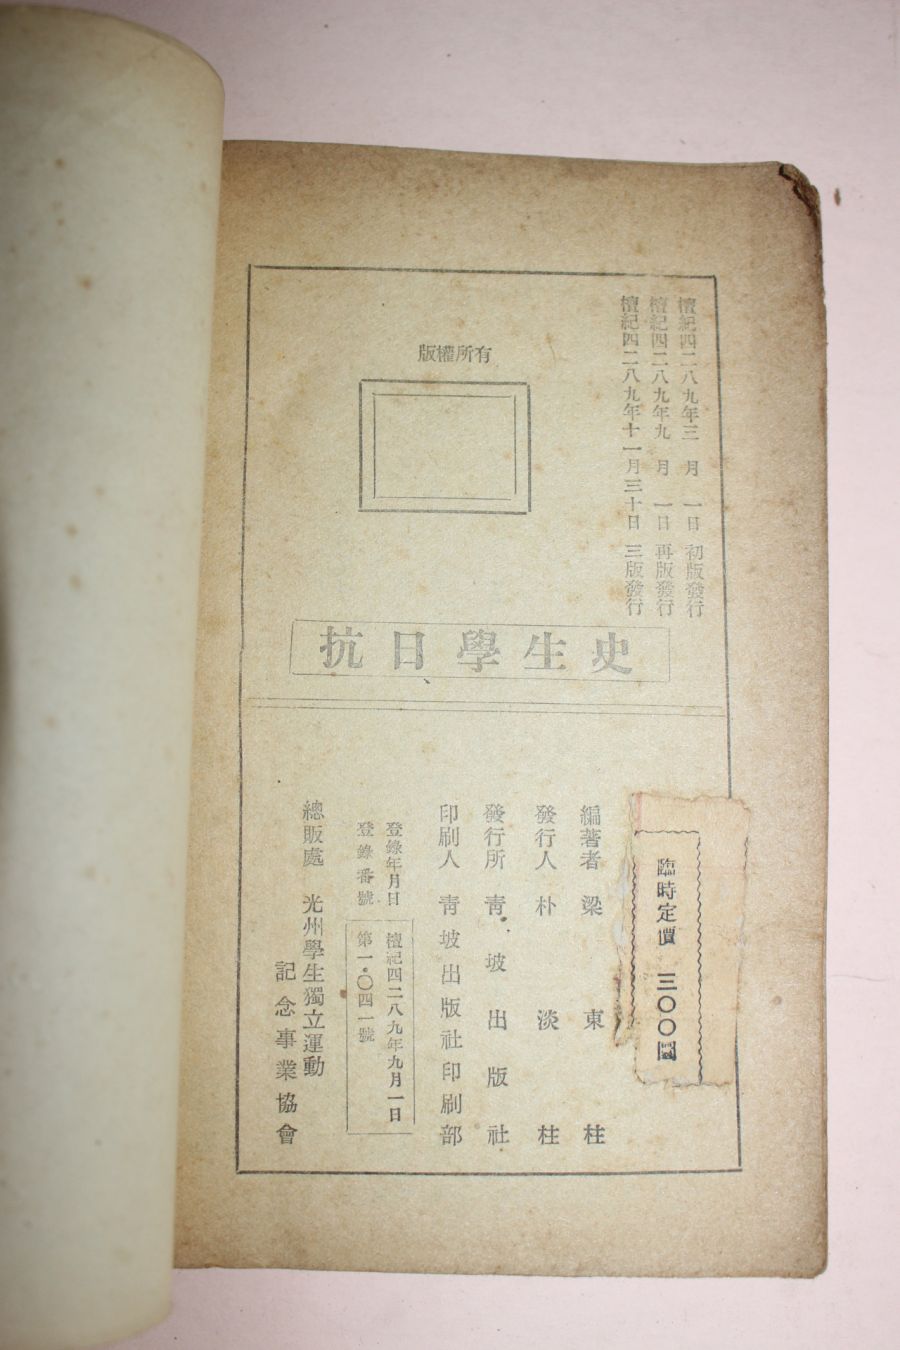 檀紀四二八九年三月一日初版發行
檀紀四二八九年九月一日再版發行
檀紀四二八九年十一月三十日三版發行
版權所有
抗日學生史
臨時定價 三〇〇圜
編著者 梁東柱
發行人 朴淡柱
發行所 靑坡出版社
印刷人 靑坡出版社印刷部
登錄年月日 檀紀四二八九年九月一日
登錄番號 第一·〇四一號
總販處 光州學生獨立運動
記念事業協會